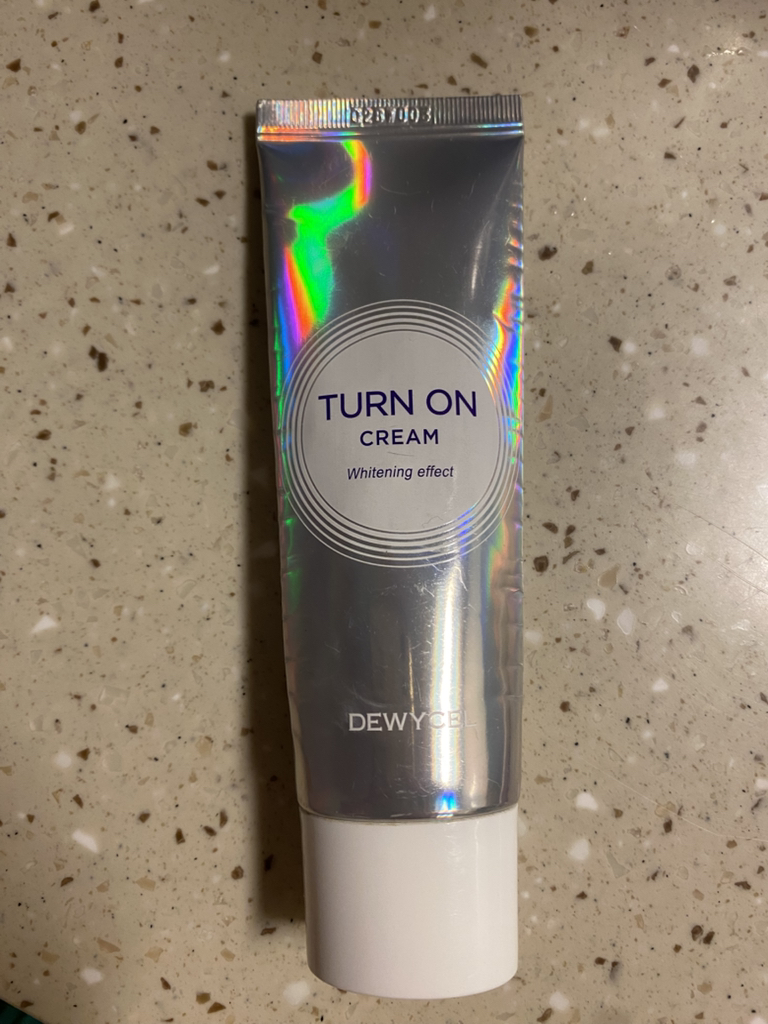 TURN ON
CREAM
Whitening effect
DEWYCEL